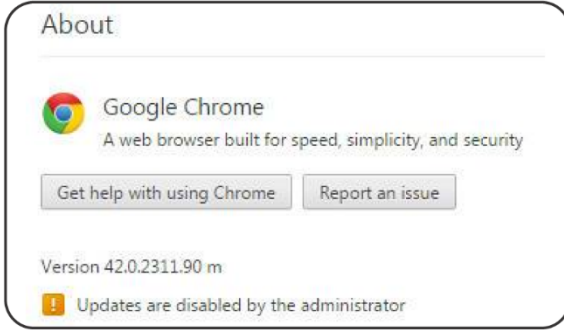 About
Google Chrome
A web browser built for speed, simplicity, and security
Get help with using Chrome Report an issue
Version 42.0.2311.90 m
Updates are disabled by the administrator